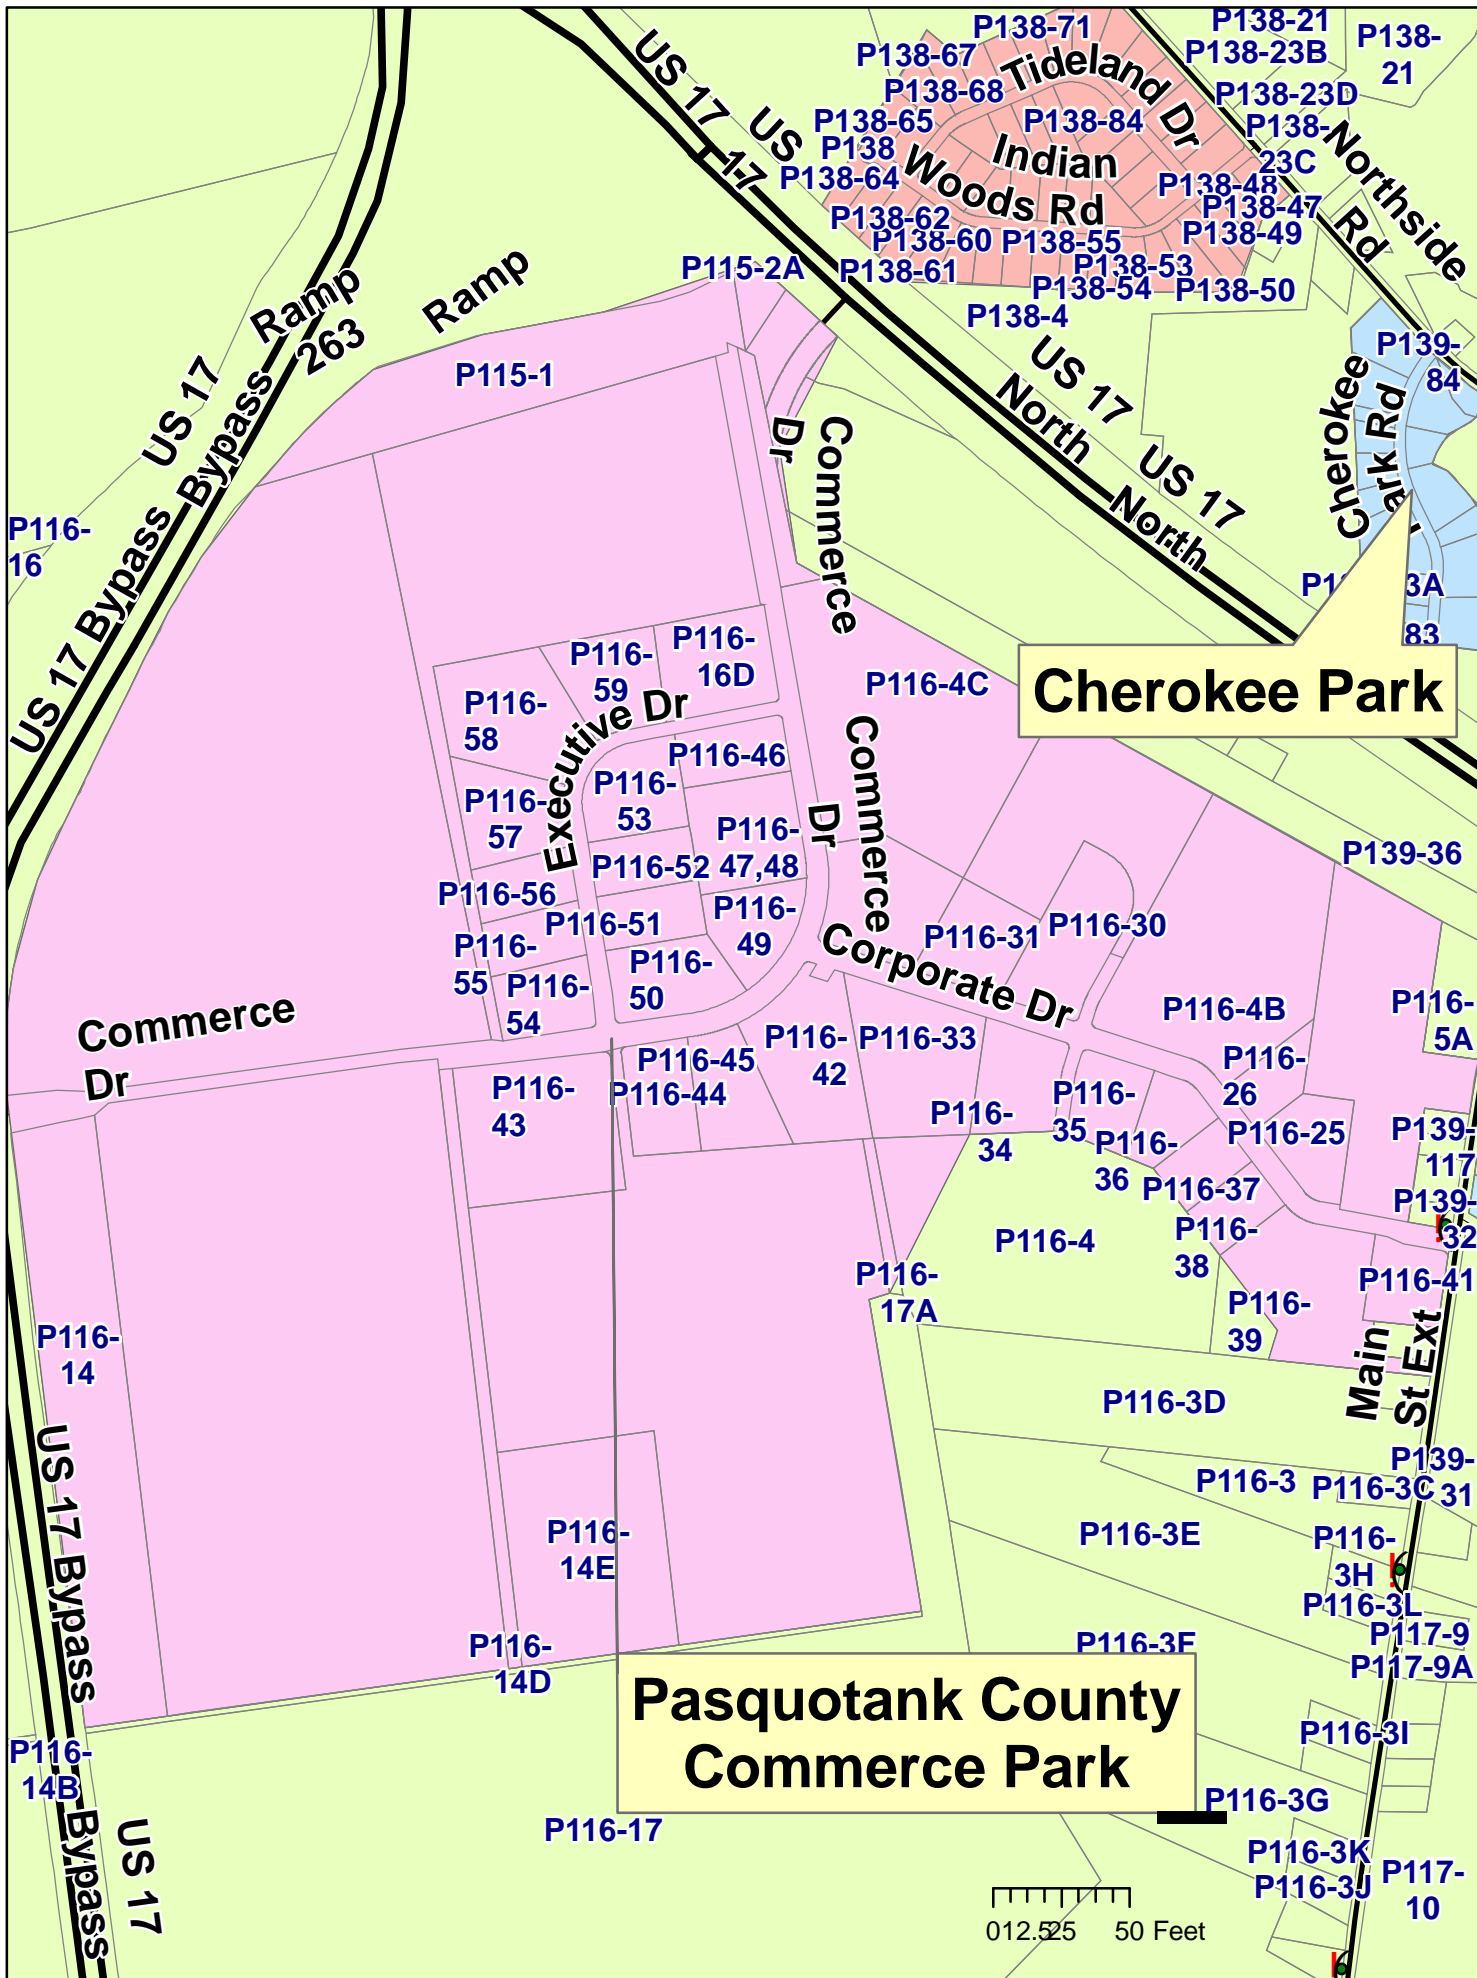 P138-71
P138-21
P138-23B
P138-
21
P138-67
P138-68
Tideland Dr
P138-23D
US 17
US
17
P138-65
P138-84
P138-
23C
P138
Indian
Woods Rd
P138-64
P138-48
P138-47
P138-62
P138-49
P138-60
P138-55
P138-61
P138-53
P138-54
P138-50
P138-4
Northside
Rd
P115-2A
Ramp
Ramp
263
P115-1
US 17
US 17 Bypass
Bypass
P116-
16
US 17
North
US 17
North
P139-
84
Cherokee
Park Rd
3A
83
Cherokee Park
Commerce
Dr
P116-4C
P116-
59
P116-
16D
P116-
58
Executive Dr
P116-46
P116-
53
P116-
57
P116-
47,48
P116-52
Commerce
Dr
P139-36
P116-56
P116-51
P116-
49
P116-
55
P116-
50
P116-
54
P116-31
P116-30
Corporate Dr
P116-4B
P116-
5A
Commerce
Dr
P116-45
P116-
42
P116-33
P116-44
P116-
43
P116-
26
P116-
35
P116-
34
P116-25
P116-
36
P139-
117
P116-37
P139-
32
P116-
38
P116-4
P116-
17A
P116-41
P116-
39
P116-
14
Main
St Ext
P116-3D
US 17 Bypass
P139-
31
P116-3
P116-3C
P116-3E
P116-
14E
P116-
3H
P116-3L
P117-9
P116-3F
P117-9A
P116-
14D
Pasquotank County
Commerce Park
P116-3I
P116-
14B
P116-3G
P116-17
US 17
Bypass
P116-3K
P116-3J
P117-
10
0 12.5 25 50 Feet